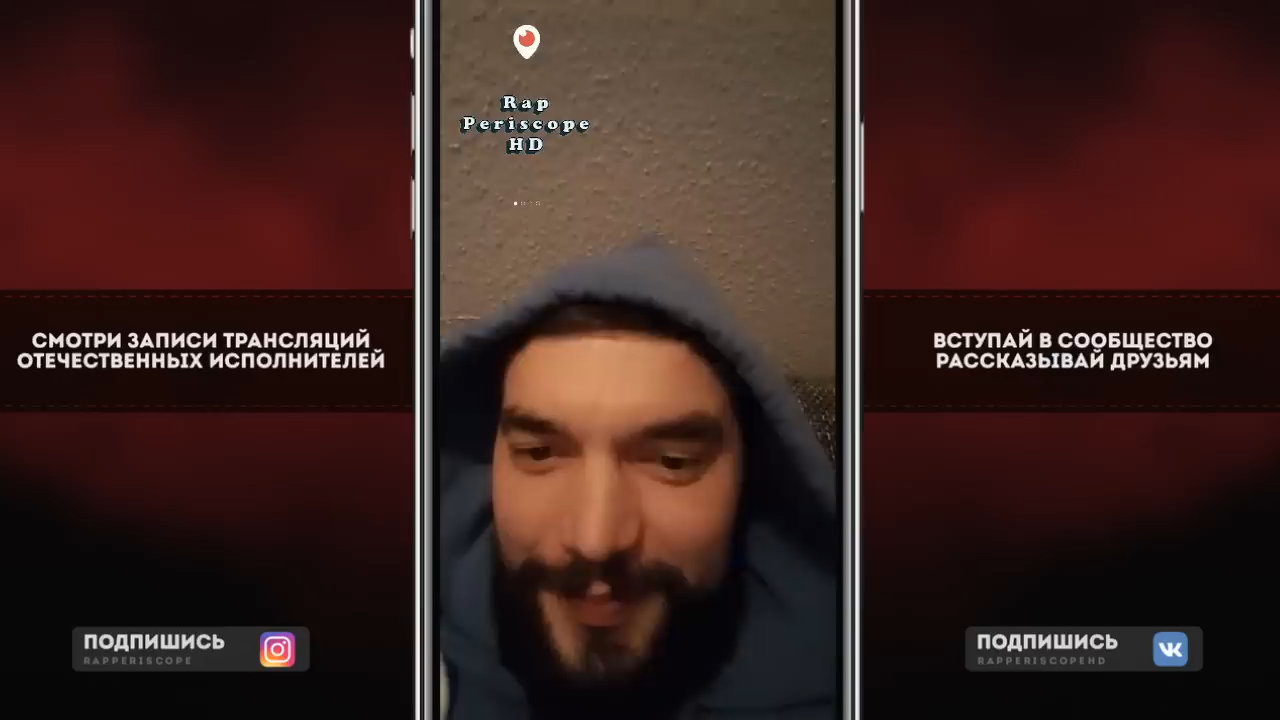 Rap
Periscope
HD
СМОТРИ ЗАПИСИ ТРАНСЛЯЦИЙ
ОТЕЧЕСТВЕННЫХ ИСПОЛНИТЕЛЕЙ
ВСТУПАЙ В СООБЩЕСТВО
РАССКАЗЫВАЙ ДРУЗЬЯМ
ПОДПИШИСЬ
RAPPERISCOPE
ПОДПИШИСЬ
RAPPERISCOPEHD